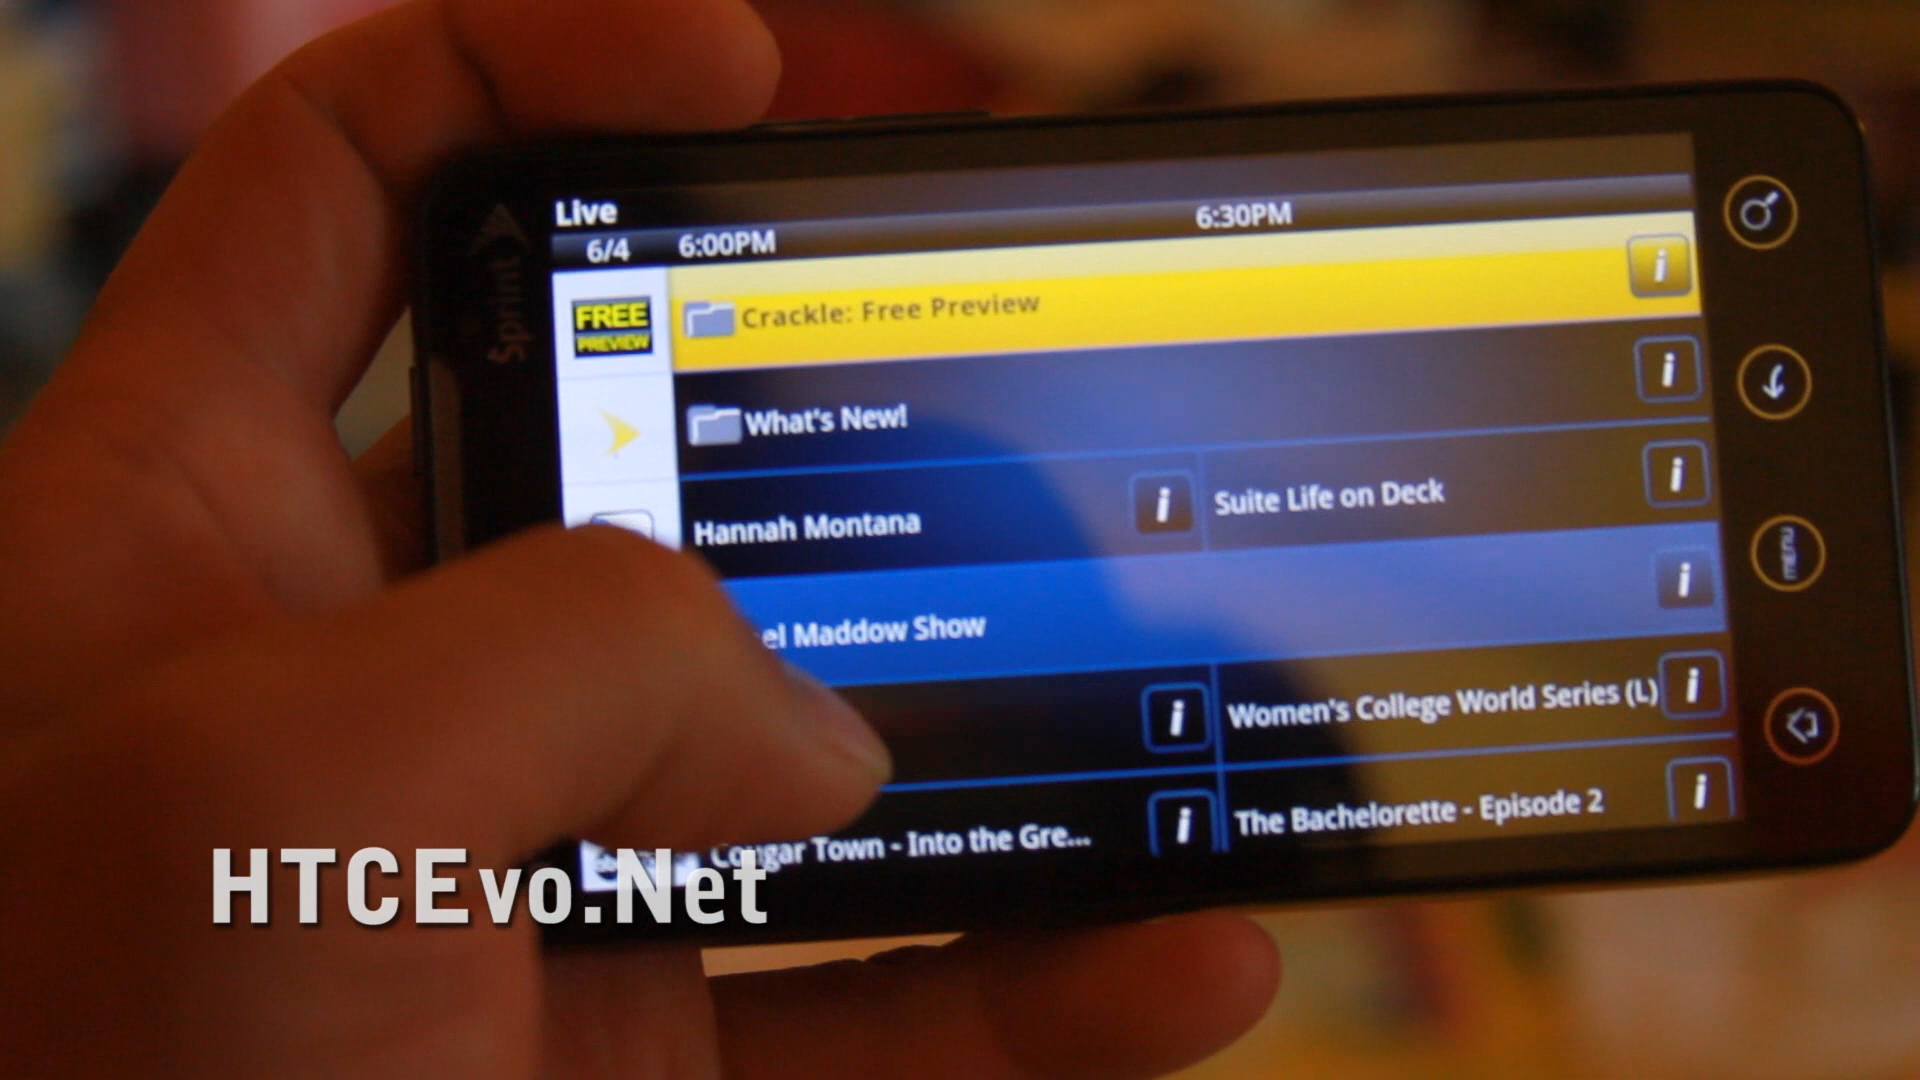 Live
6/4 6:00PM 6:30PM
Sprint
FREE
PREVIEW
Crackle: Free Preview i
What's New! i
Hannah Montana i Suite Life on Deck i
el Maddow Show i
i Women's College World Series (L) i
Cougar Town - Into the Gre... i The Bachelorette - Episode 2 i
menu
HTCEvo.Net